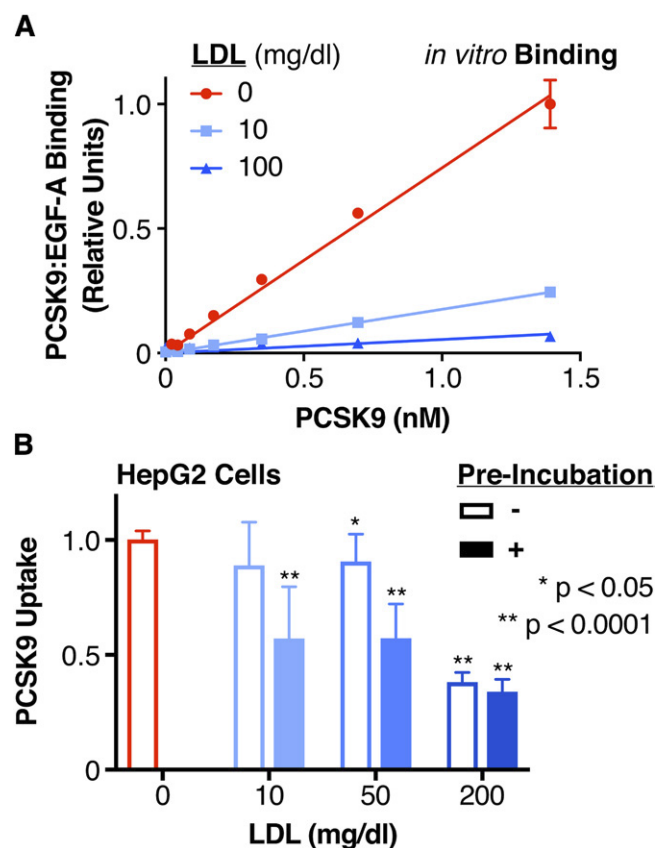 A
LDL (mg/dl)
0
10
100
in vitro Binding
PCSK9:EGF-A Binding
(Relative Units)
1.0
0.5
0
0
0.5
1.0
1.5
PCSK9 (nM)
B
HepG2 Cells
Pre-Incubation
-
+
* p < 0.05
** p < 0.0001
PCSK9 Uptake
1.0
0.5
0
**
*
**
**
**
0
10
50
200
LDL (mg/dl)